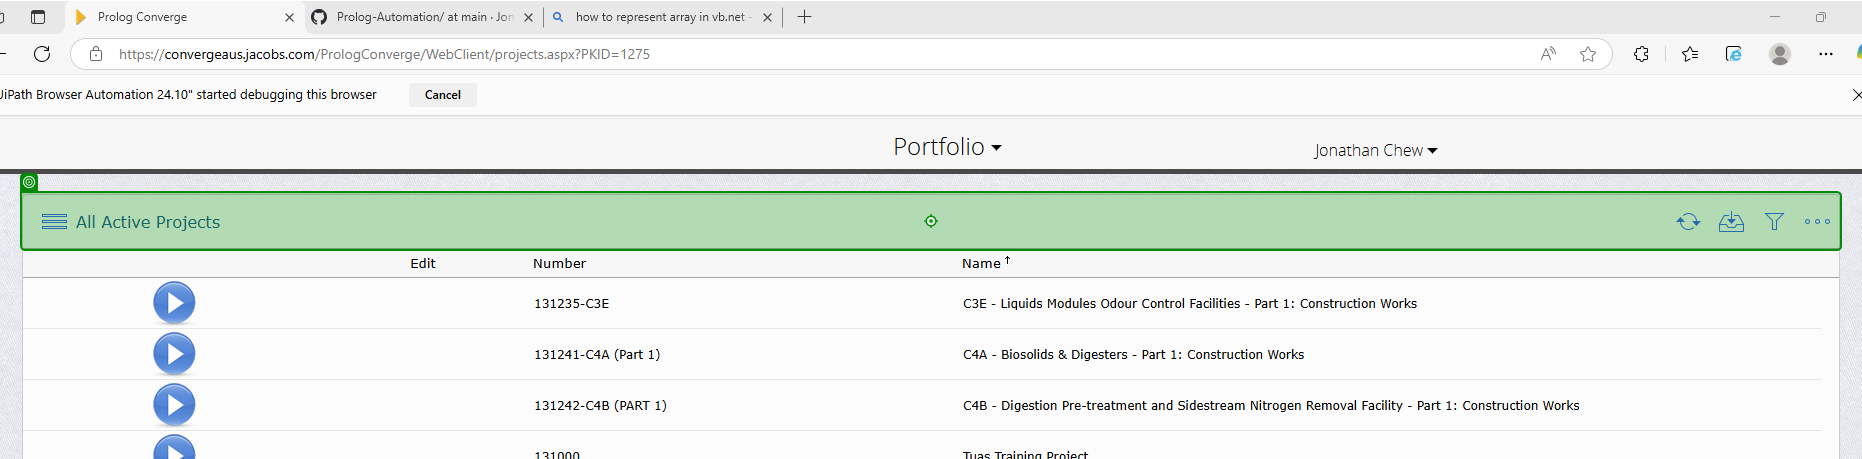 Prolog Converge
Prolog-Automation/ at main · Jon
how to represent array in vb.net -
https://convergeaus.jacobs.com/PrologConverge/WebClient/projects.aspx?PKID=1275
UiPath Browser Automation 24.10" started debugging this browser Cancel
Portfolio Jonathan Chew
All Active Projects
Edit Number Name
131235-C3E C3E - Liquids Modules Odour Control Facilities - Part 1: Construction Works
131241-C4A (Part 1) C4A - Biosolids & Digesters - Part 1: Construction Works
131242-C4B (PART 1) C4B - Digestion Pre-treatment and Sidestream Nitrogen Removal Facility - Part 1: Construction Works
131000 Tuas Training Project